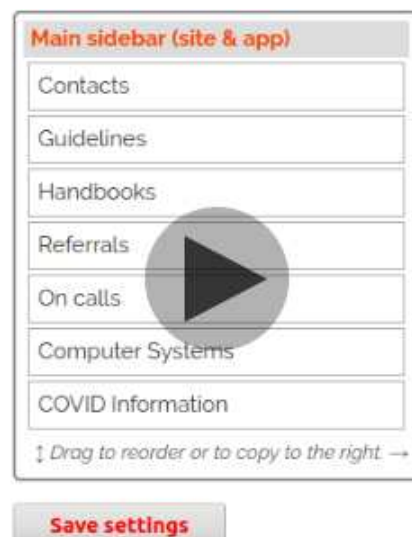 Main sidebar (site & app)
Contacts
Guidelines
Handbooks
Referrals
On calls
Computer Systems
COVID Information
↕ Drag to reorder or to copy to the right →
Save settings